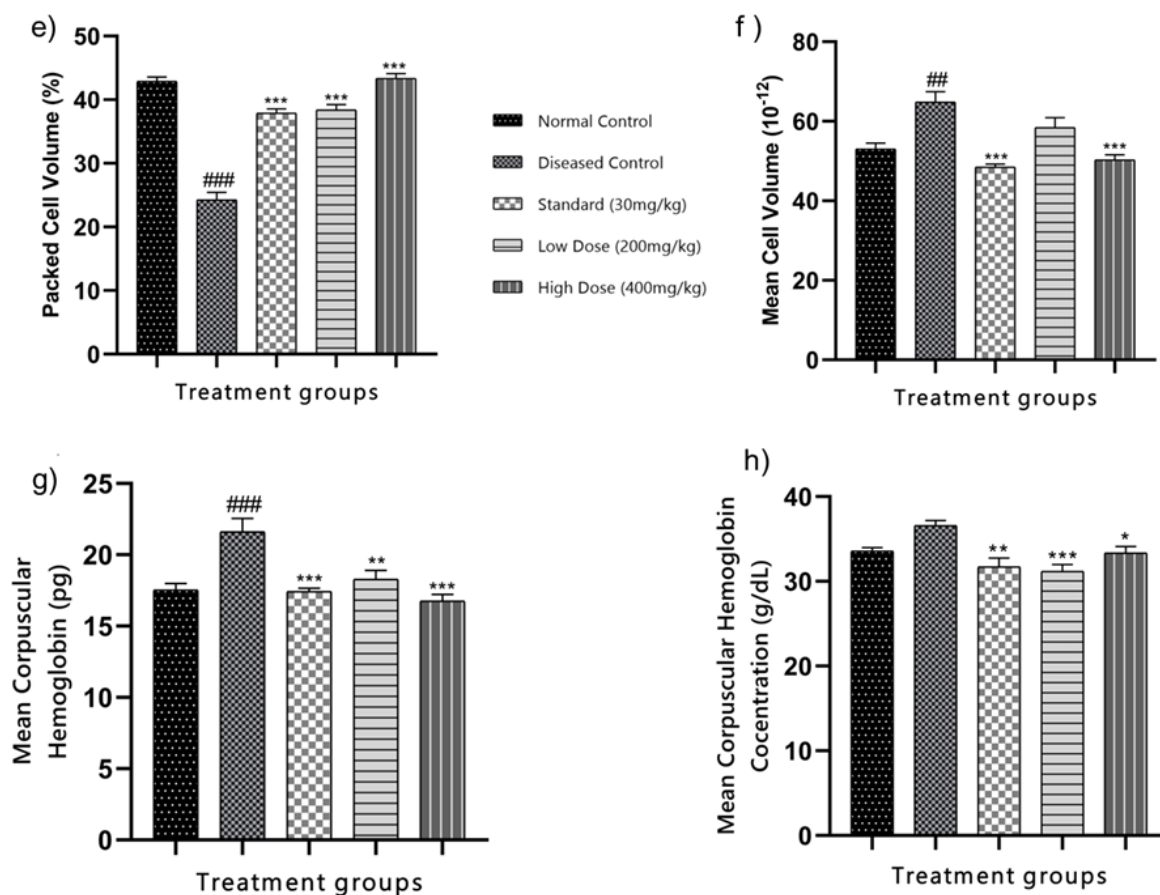 e)
Packed Cell Volume (%)
50
40
30
20
10
0
###
***
***
***
Treatment groups
Normal Control
Diseased Control
Standard (30mg/kg)
Low Dose (200mg/kg)
High Dose (400mg/kg)
f )
Mean Cell Volume (10-12)
80
60
40
20
0
##
***
***
Treatment groups
g)
Mean Corpuscular
Hemoglobin (pg)
25
20
15
10
5
0
###
***
**
***
Treatment groups
h)
Mean Corpuscular Hemoglobin
Cocentration (g/dL)
40
30
20
10
0
**
***
*
Treatment groups